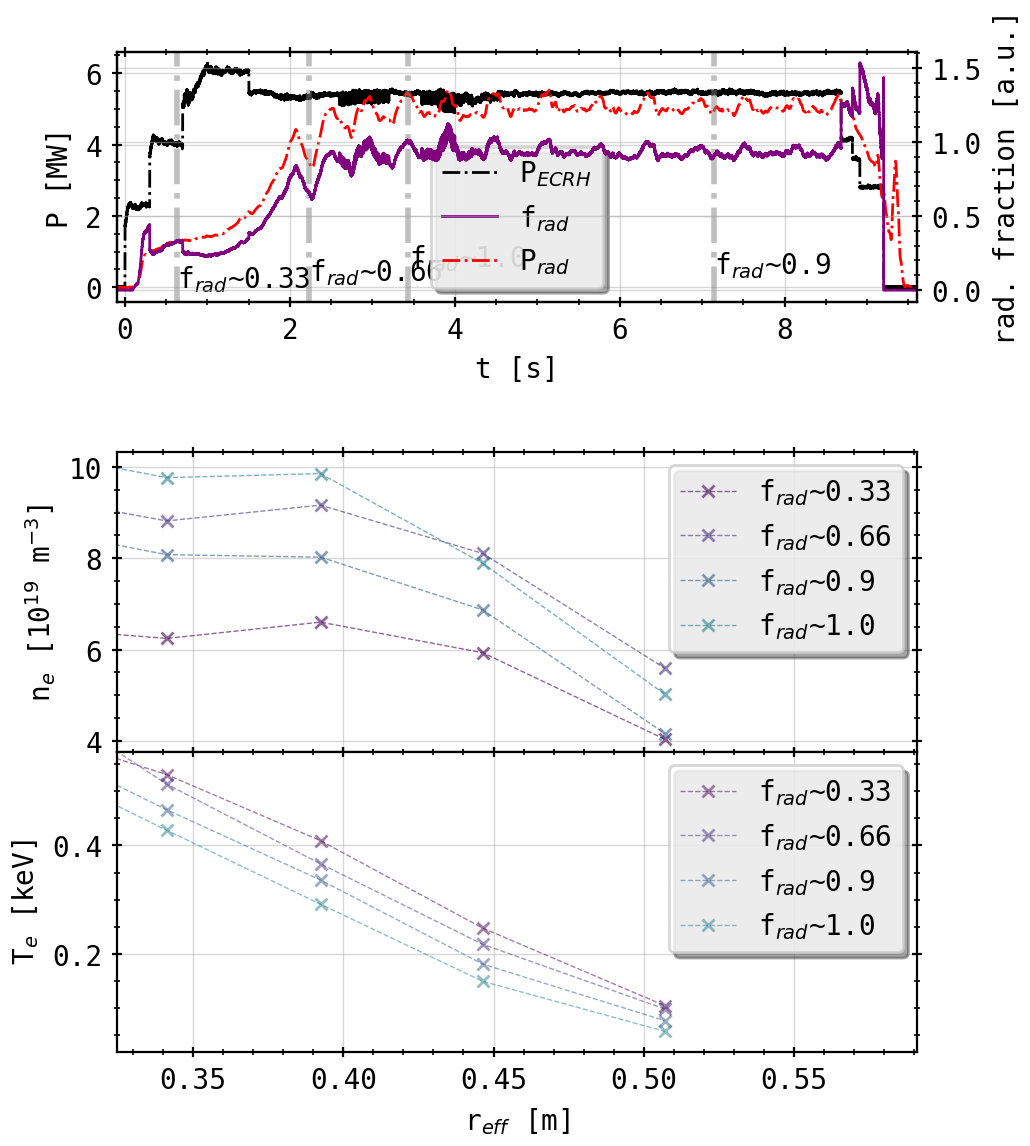 P [MW]
6
4
2
0
1.5
1.0
0.5
0.0
rad. fraction [a.u.]
P_ECRH
f_rad
P_rad
f_rad~0.33
f_rad~0.66
f_rad~1.0
f_rad~0.9
0 2 4 6 8
t [s]
n_e [10^19 m^-3]
10
8
6
4
f_rad~0.33
f_rad~0.66
f_rad~0.9
f_rad~1.0
T_e [keV]
0.4
0.2
f_rad~0.33
f_rad~0.66
f_rad~0.9
f_rad~1.0
0.35 0.40 0.45 0.50 0.55
r_eff [m]